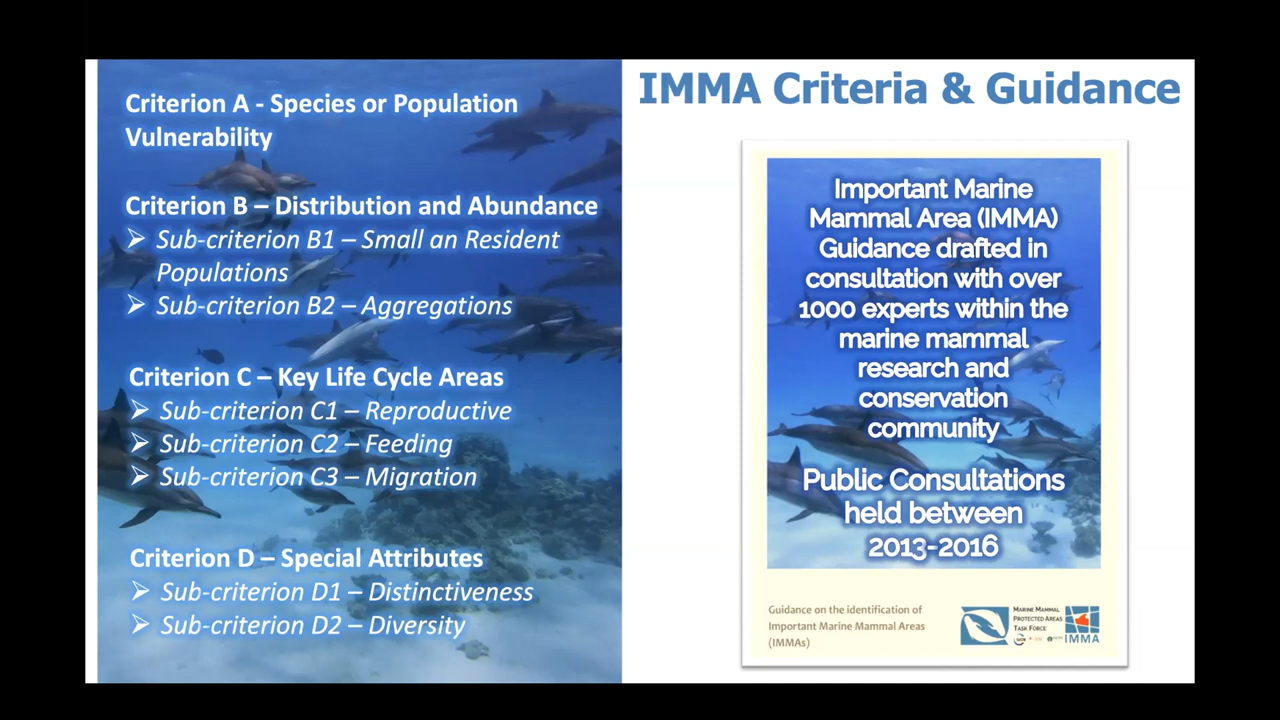 IMMA Criteria & Guidance
Criterion A - Species or Population
Vulnerability
Criterion B – Distribution and Abundance
➢ Sub-criterion B1 – Small an Resident
Populations
➢ Sub-criterion B2 – Aggregations
Criterion C – Key Life Cycle Areas
➢ Sub-criterion C1 – Reproductive
➢ Sub-criterion C2 – Feeding
➢ Sub-criterion C3 – Migration
Criterion D – Special Attributes
➢ Sub-criterion D1 – Distinctiveness
➢ Sub-criterion D2 – Diversity
Important Marine
Mammal Area (IMMA)
Guidance drafted in
consultation with over
1000 experts within the
marine mammal
research and
conservation
community
Public Consultations
held between
2013-2016
Guidance on the identification of
Important Marine Mammal Areas
(IMMAs)
MARINE MAMMAL
PROTECTED AREAS
TASK FORCE
IMMA